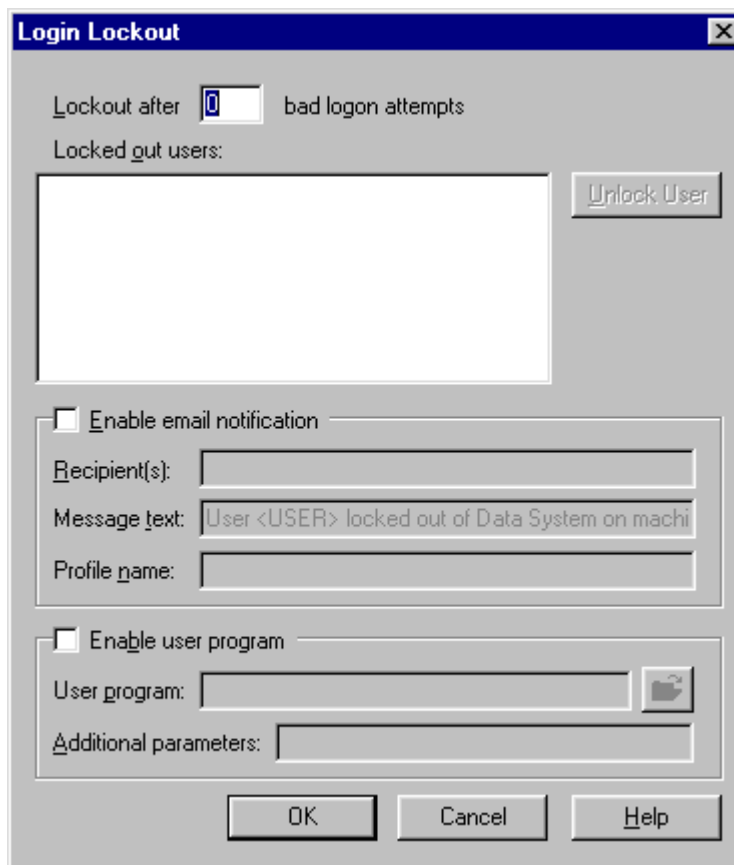 Login Lockout
Lockout after 0 bad logon attempts
Locked out users:
Unlock User
Enable email notification
Recipient(s):
Message text: User <USER> locked out of Data System on machi
Profile name:
Enable user program
User program:
Additional parameters:
OK Cancel Help